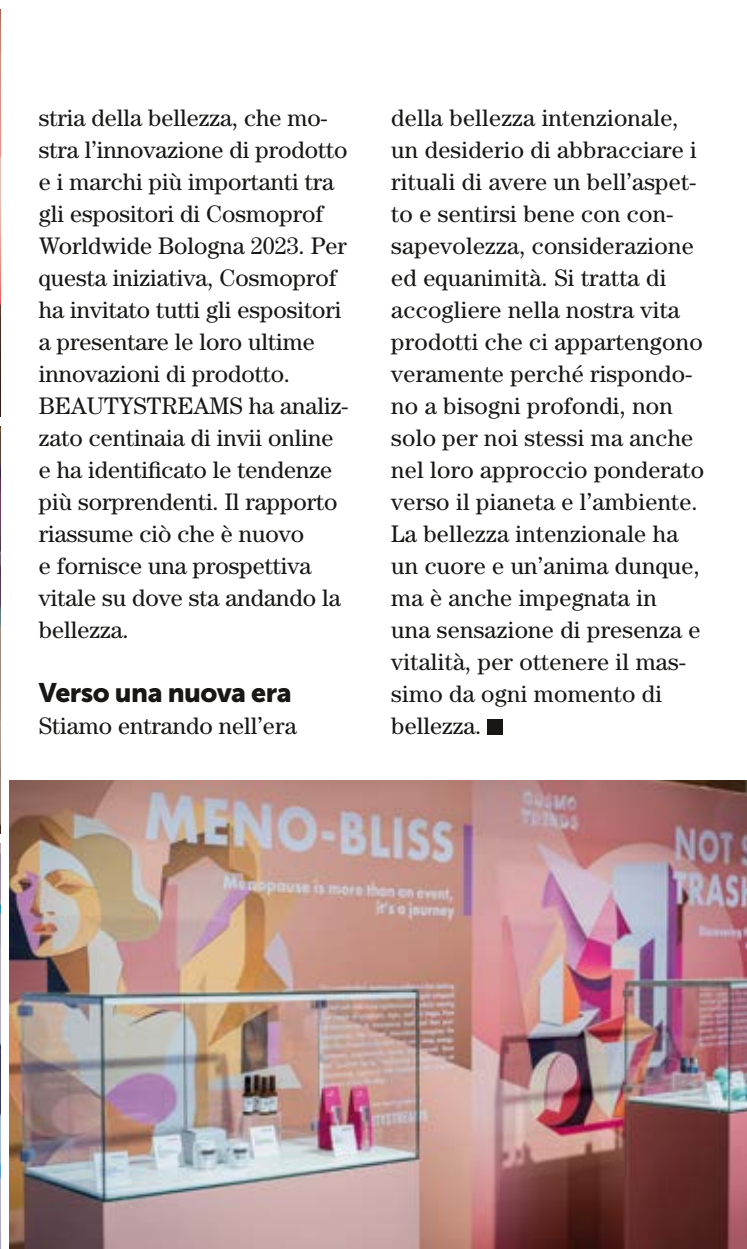 stria della bellezza, che mo-
stra l’innovazione di prodotto
e i marchi più importanti tra
gli espositori di Cosmoprof
Worldwide Bologna 2023. Per
questa iniziativa, Cosmoprof
ha invitato tutti gli espositori
a presentare le loro ultime
innovazioni di prodotto.
BEAUTYSTREAMS ha analiz-
zato centinaia di invii online
e ha identificato le tendenze
più sorprendenti. Il rapporto
riassume ciò che è nuovo
e fornisce una prospettiva
vitale su dove sta andando la
bellezza.
Verso una nuova era
Stiamo entrando nell’era
della bellezza intenzionale,
un desiderio di abbracciare i
rituali di avere un bell’aspet-
to e sentirsi bene con con-
sapevolezza, considerazione
ed equanimità. Si tratta di
accogliere nella nostra vita
prodotti che ci appartengono
veramente perché rispondo-
no a bisogni profondi, non
solo per noi stessi ma anche
nel loro approccio ponderato
verso il pianeta e l’ambiente.
La bellezza intenzionale ha
un cuore e un’anima dunque,
ma è anche impegnata in
una sensazione di presenza e
vitalità, per ottenere il mas-
simo da ogni momento di
bellezza. ■
MENO-BLISS
Menopause is more than an event,
it's a journey
COSMO
TRENDS
NOT S
TRASH